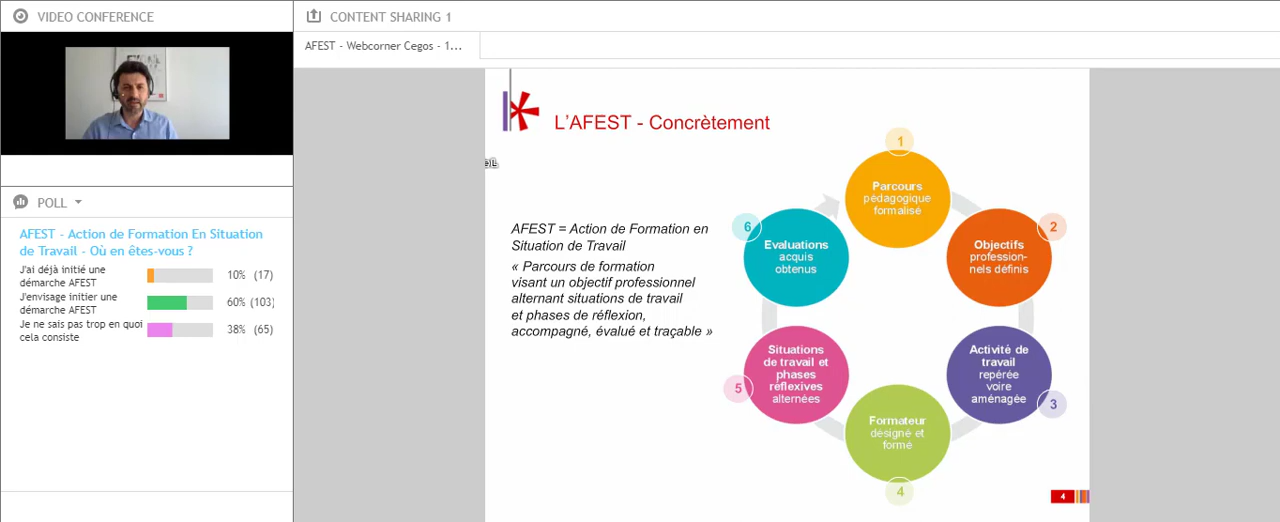 VIDEO CONFERENCE
CONTENT SHARING 1
AFEST - Webcorner Cegos - 1...
POLL
AFEST - Action de Formation En Situation
de Travail - Où en êtes-vous ?
J'ai déjà initié une
démarche AFEST
10% (17)
J'envisage initier une
démarche AFEST
60% (103)
Je ne sais pas trop en quoi
cela consiste
38% (65)
L'AFEST - Concrètement
AFEST = Action de Formation en
Situation de Travail
« Parcours de formation
visant un objectif professionnel
alternant situations de travail
et phases de réflexion,
accompagné, évalué et traçable »
1
Parcours
pédagogique
formalisé
2
Objectifs
profession-
nels définis
3
Activité de
travail
repérée
voire
aménagée
4
Formateur
désigné et
formé
5
Situations
de travail et
phases
réflexives
alternées
6
Evaluations
acquis
obtenus
4